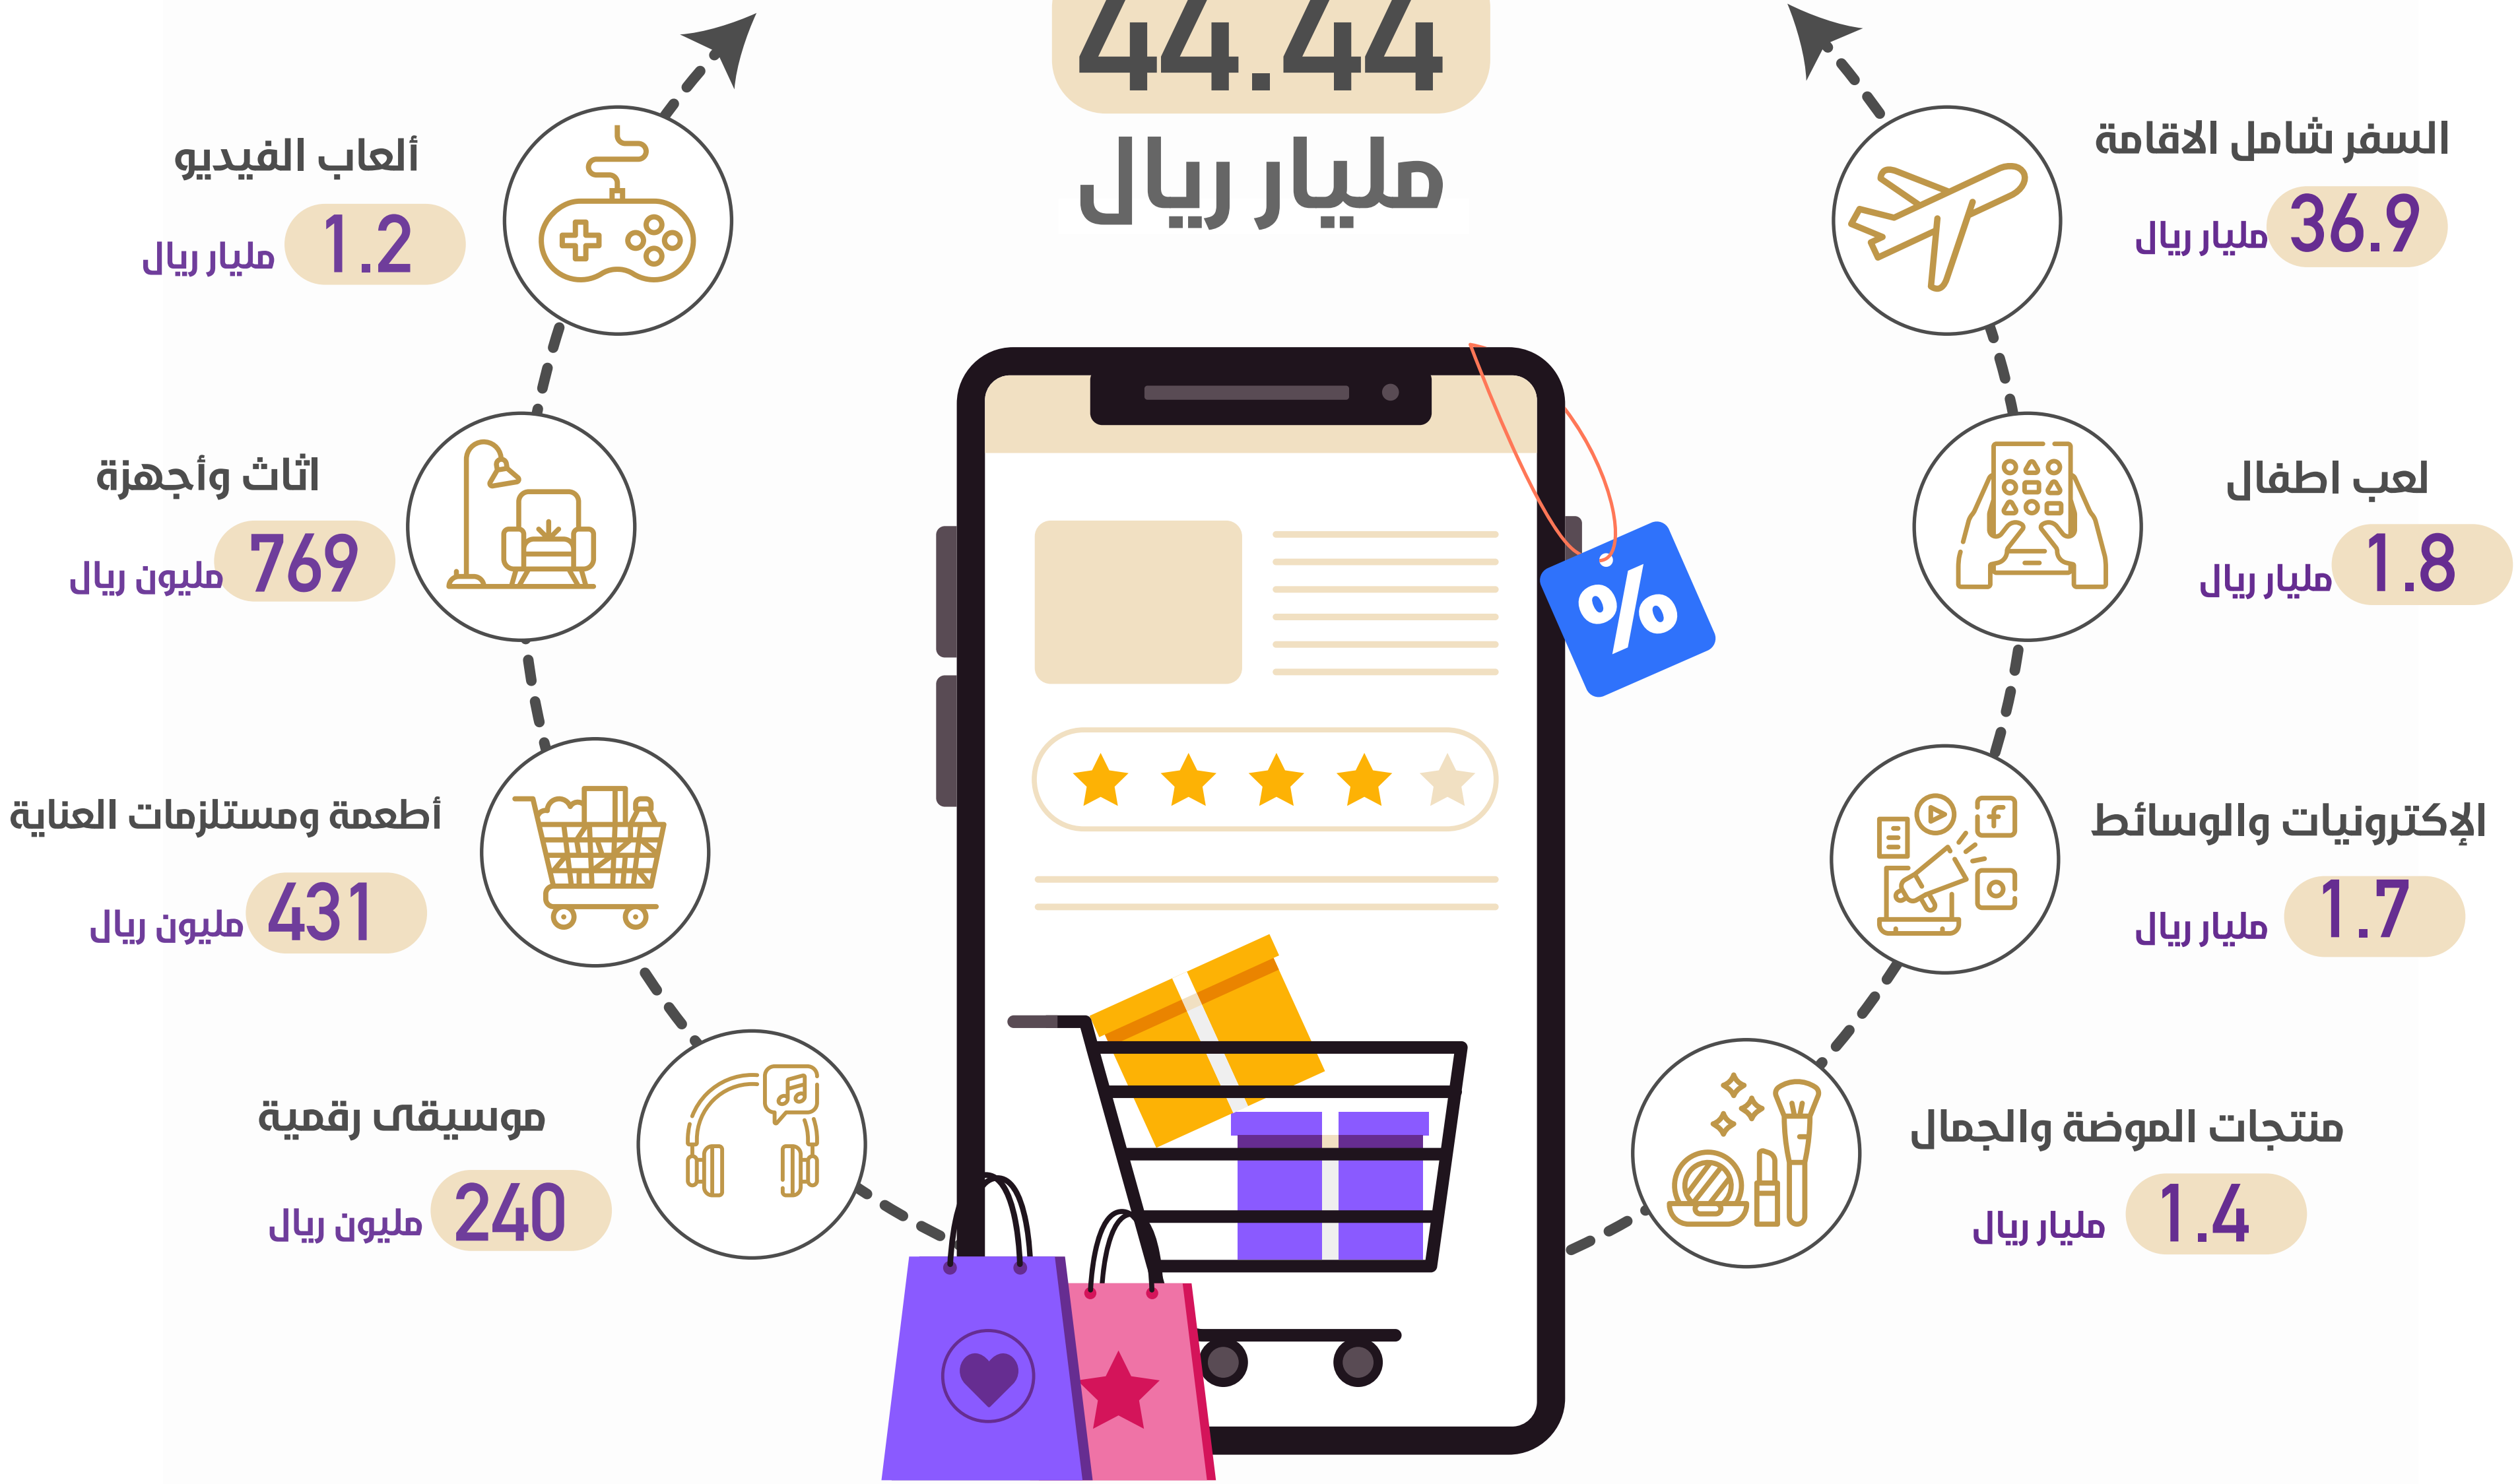 44.44
مليار ريال
السفر شامل الاقامة
36.9 مليار ريال
لعب اطفال
1.8 مليار ريال
الإكترونيات والوسائط
1.7 مليار ريال
منتجات الموضة والجمال
1.4 مليار ريال
ألعاب الفيديو
1.2 مليار ريال
اثاث وأجهزة
769 مليون ريال
أطعمة ومستلزمات العناية
431 مليون ريال
موسيقى رقمية
240 مليون ريال
%
f